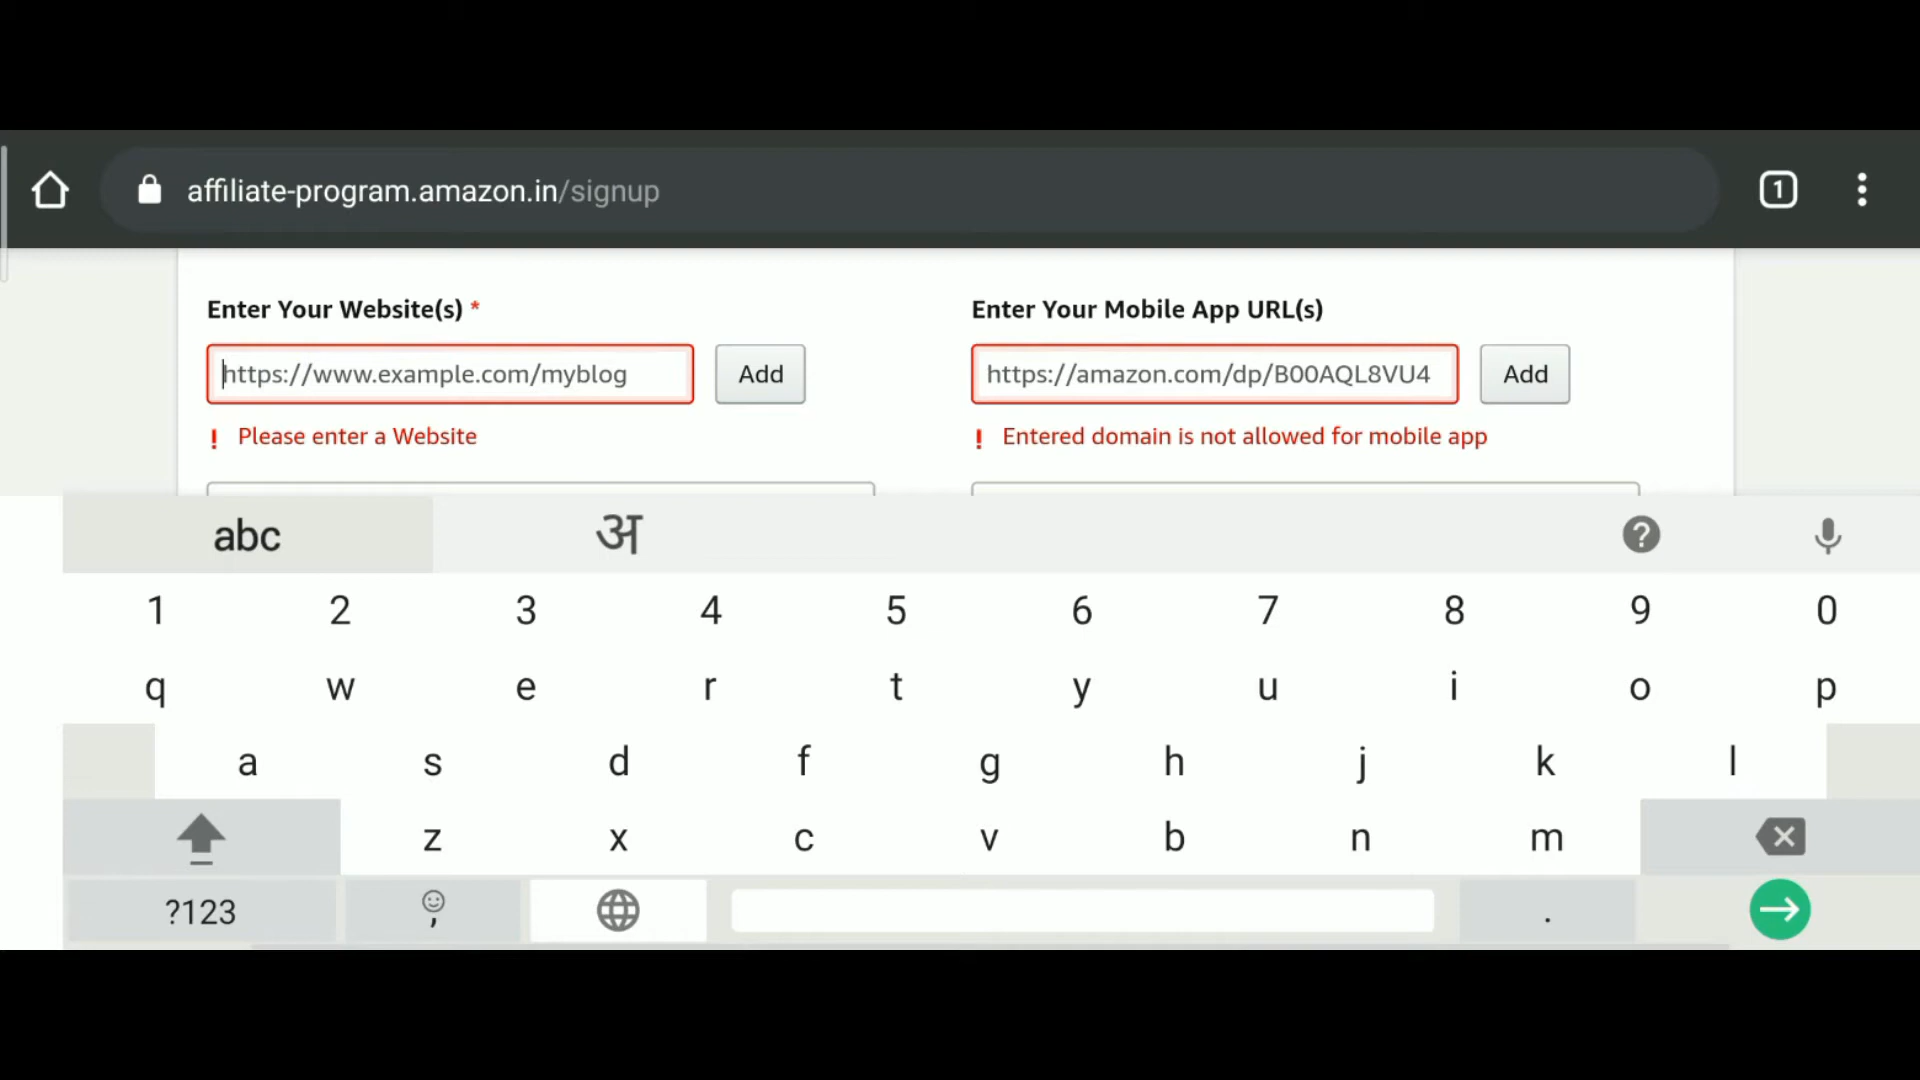 1
affiliate-program.amazon.in/signup
Enter Your Website(s) *
Enter Your Mobile App URL(s)
https://www.example.com/myblog
Add
https://amazon.com/dp/B00AQL8VU4
Add
! Please enter a Website
! Entered domain is not allowed for mobile app
abc अ ?
1 2 3 4 5 6 7 8 9 0
q w e r t y u i o p
a s d f g h j k l
z x c v b n m
?123 , .